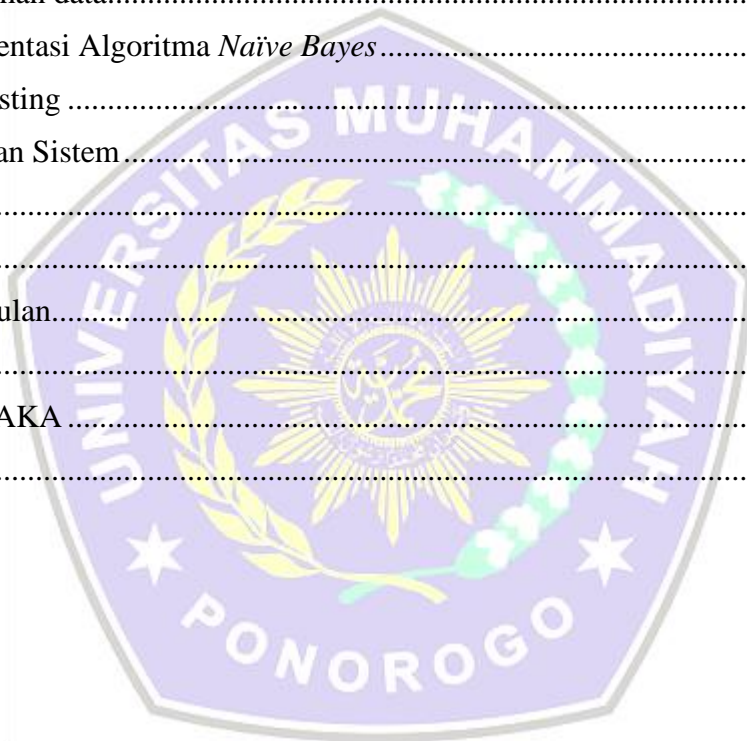 entasi Algoritma Naïve Bayes
sting
an Sistem
ulan
AKA
UNIVERSITAS MUHAMMADIYAH
PONOROGO